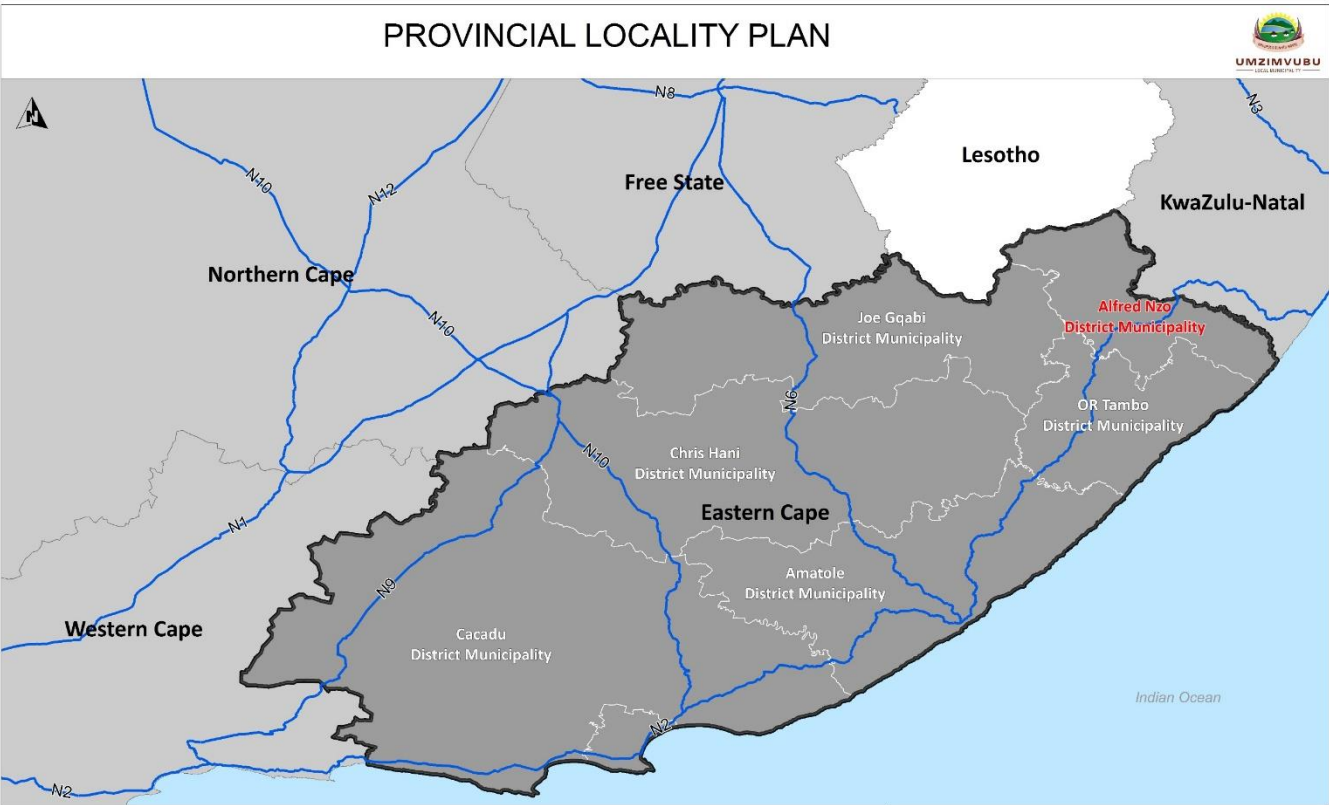 PROVINCIAL LOCALITY PLAN
UMZIMVUBU
LOCAL MUNICIPALITY
N
N8
N3
Lesotho
Free State
N10
N12
KwaZulu-Natal
Northern Cape
Alfred Nzo
District Municipality
N10
Joe Gqabi
District Municipality
N6
OR Tambo
District Municipality
Chris Hani
District Municipality
N10
Eastern Cape
N1
Amatole
District Municipality
N9
Western Cape
Cacadu
District Municipality
Indian Ocean
N2
N2